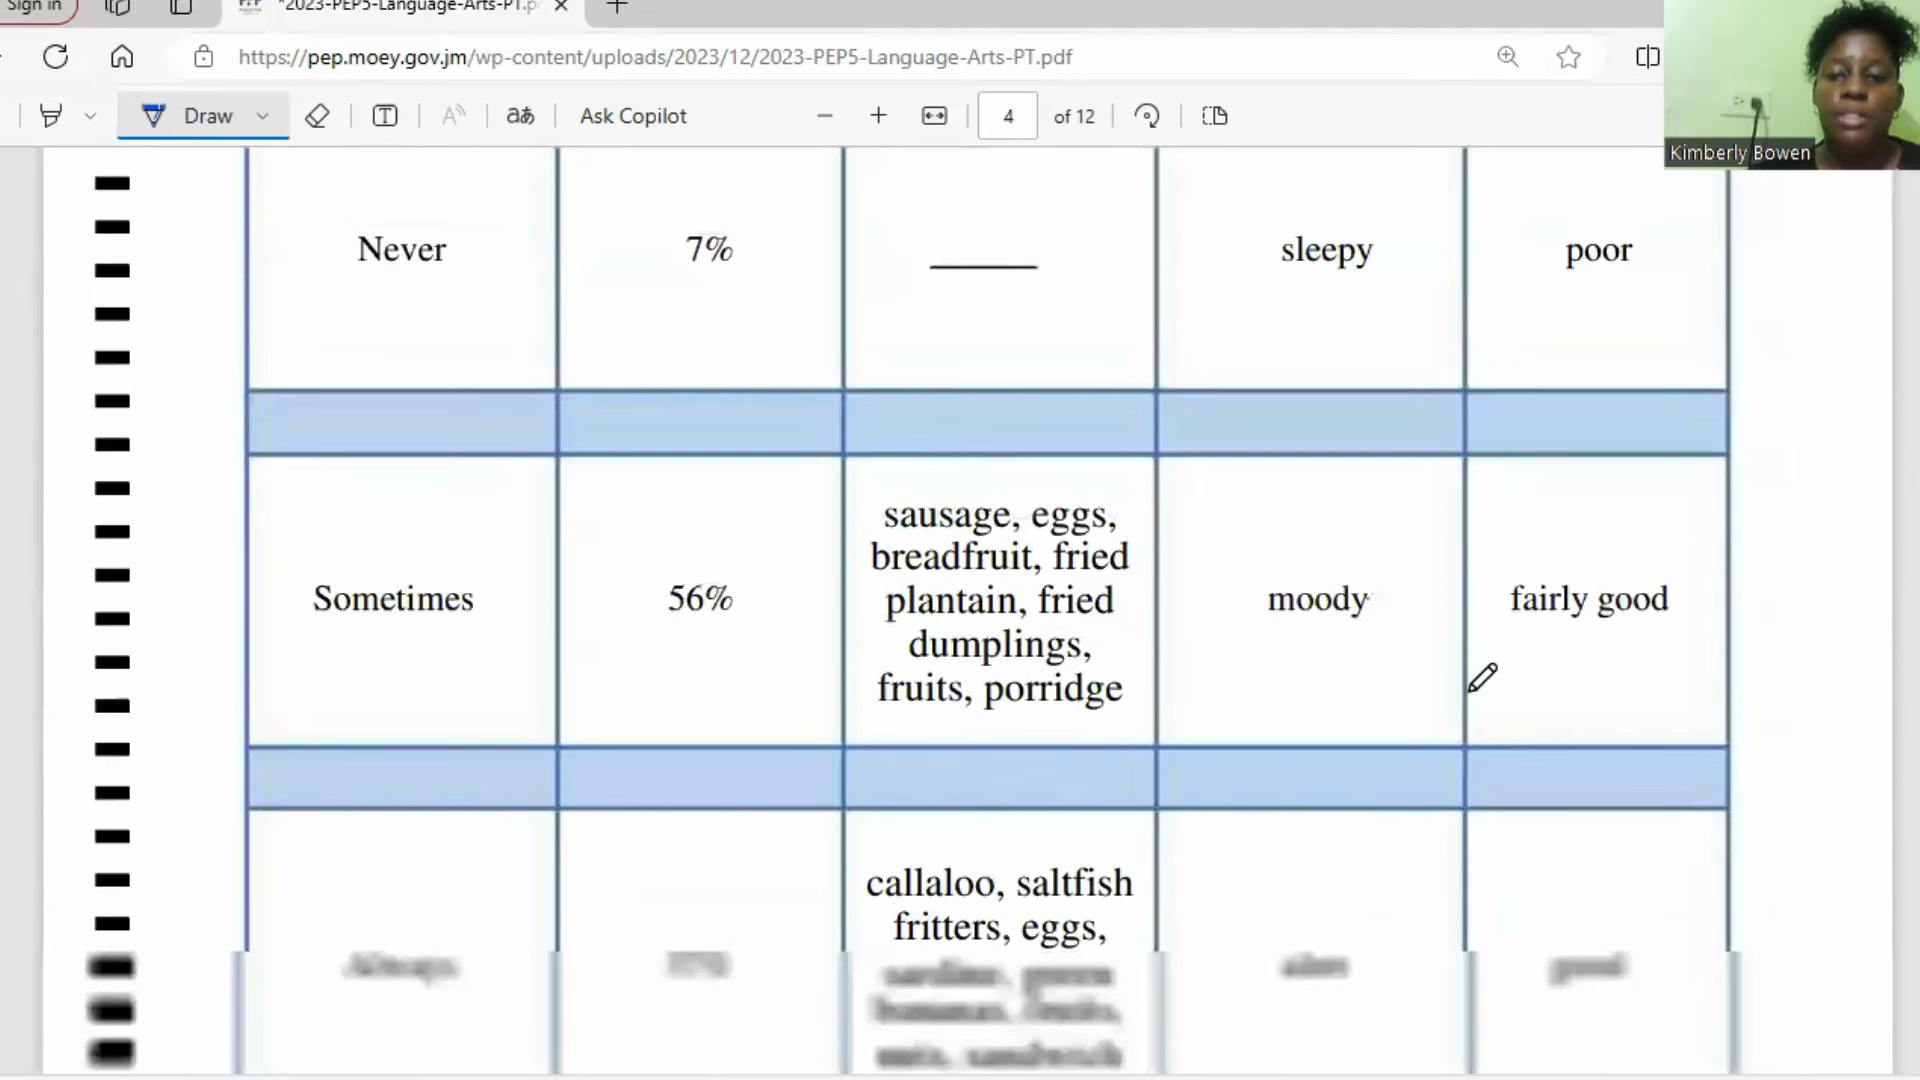 Sign in
*2023-PEP5-Language-Arts-PT.p
https://pep.moey.gov.jm/wp-content/uploads/2023/12/2023-PEP5-Language-Arts-PT.pdf
Draw
Ask Copilot
4 of 12
Kimberly Bowen
Never 7% sleepy poor
Sometimes 56% sausage, eggs, breadfruit, fried plantain, fried dumplings, fruits, porridge moody fairly good
callaloo, saltfish
fritters, eggs,